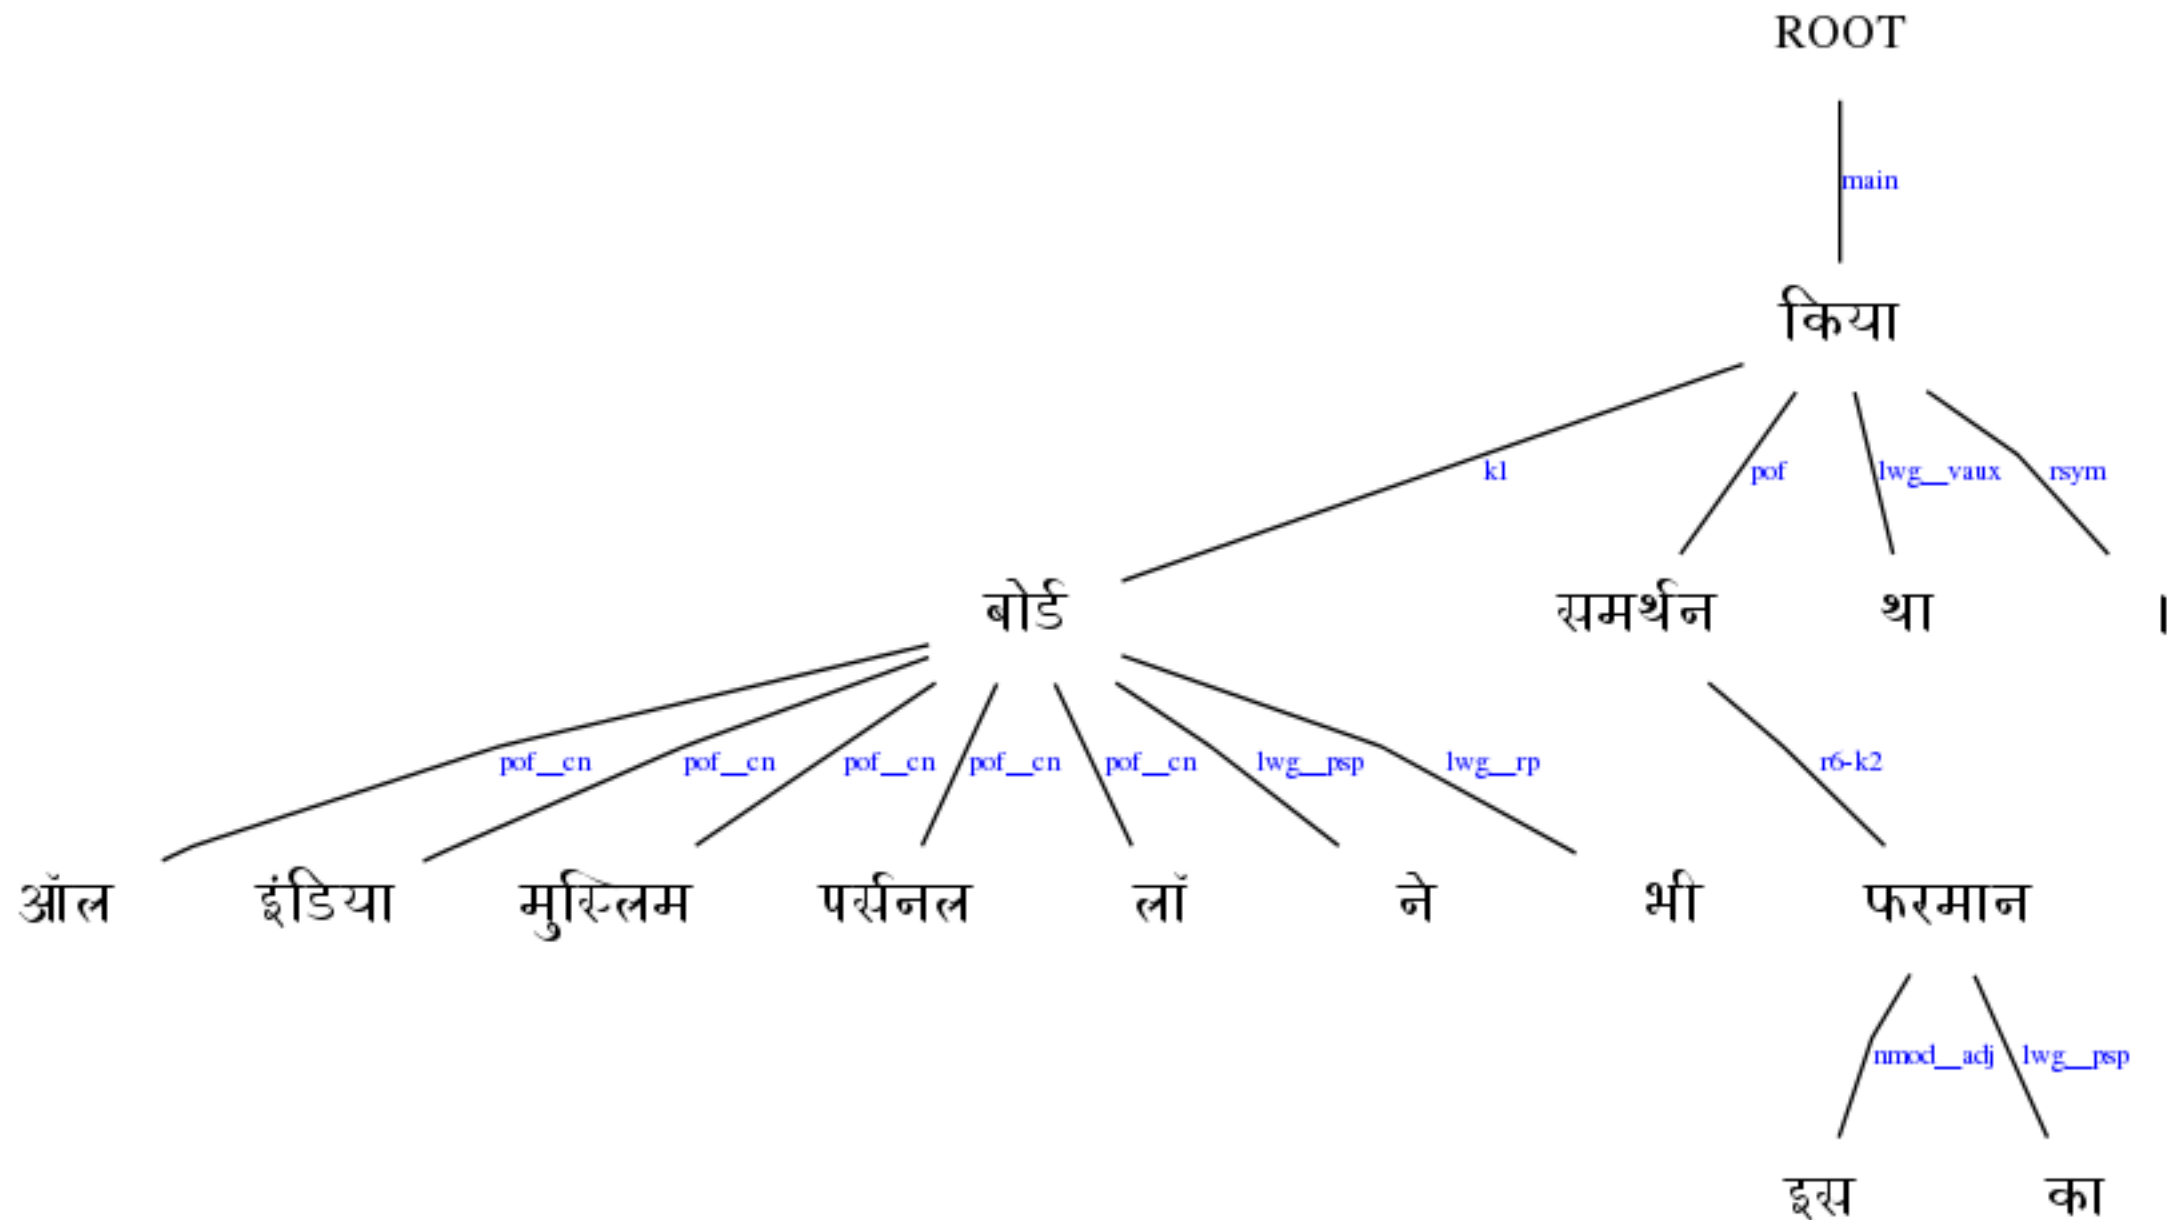 ROOT
main
किया
k1 pof lwg__vaux rsym
बोर्ड समर्थन था ।
pof__cn pof__cn pof__cn pof__cn pof__cn lwg__psp lwg__rp r6-k2
ऑल इंडिया मुस्लिम पर्सनल लॉ ने भी फरमान
nmod__adj lwg__psp
इस का